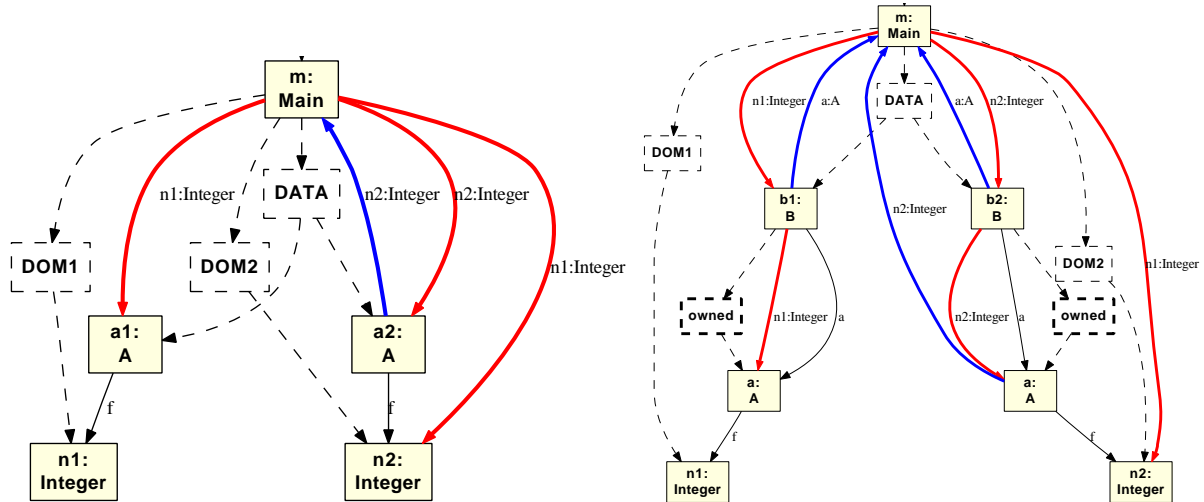 m:
Main
n1:Integer
DATA
n2:Integer
n2:Integer
DOM1
DOM2
n1:Integer
a1:
A
a2:
A
f
f
n1:
Integer
n2:
Integer
m:
Main
n1:Integer
a:A
DATA
a:A
n2:Integer
DOM1
b1:
B
n2:Integer
b2:
B
DOM2
n1:Integer
owned
n1:Integer
a
n2:Integer
a
owned
a:
A
a:
A
f
f
n1:
Integer
n2:
Integer